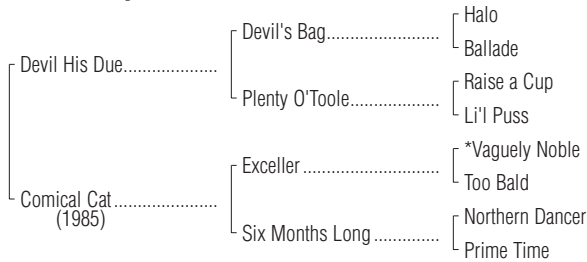 Halo
Devil's Bag....................
Ballade
Devil His Due....................
Raise a Cup
Plenty O'Toole...................
Li'l Puss
*Vaguely Noble
Exceller .............................
Too Bald
Comical Cat......................
(1985)
Northern Dancer
Six Months Long..............
Prime Time